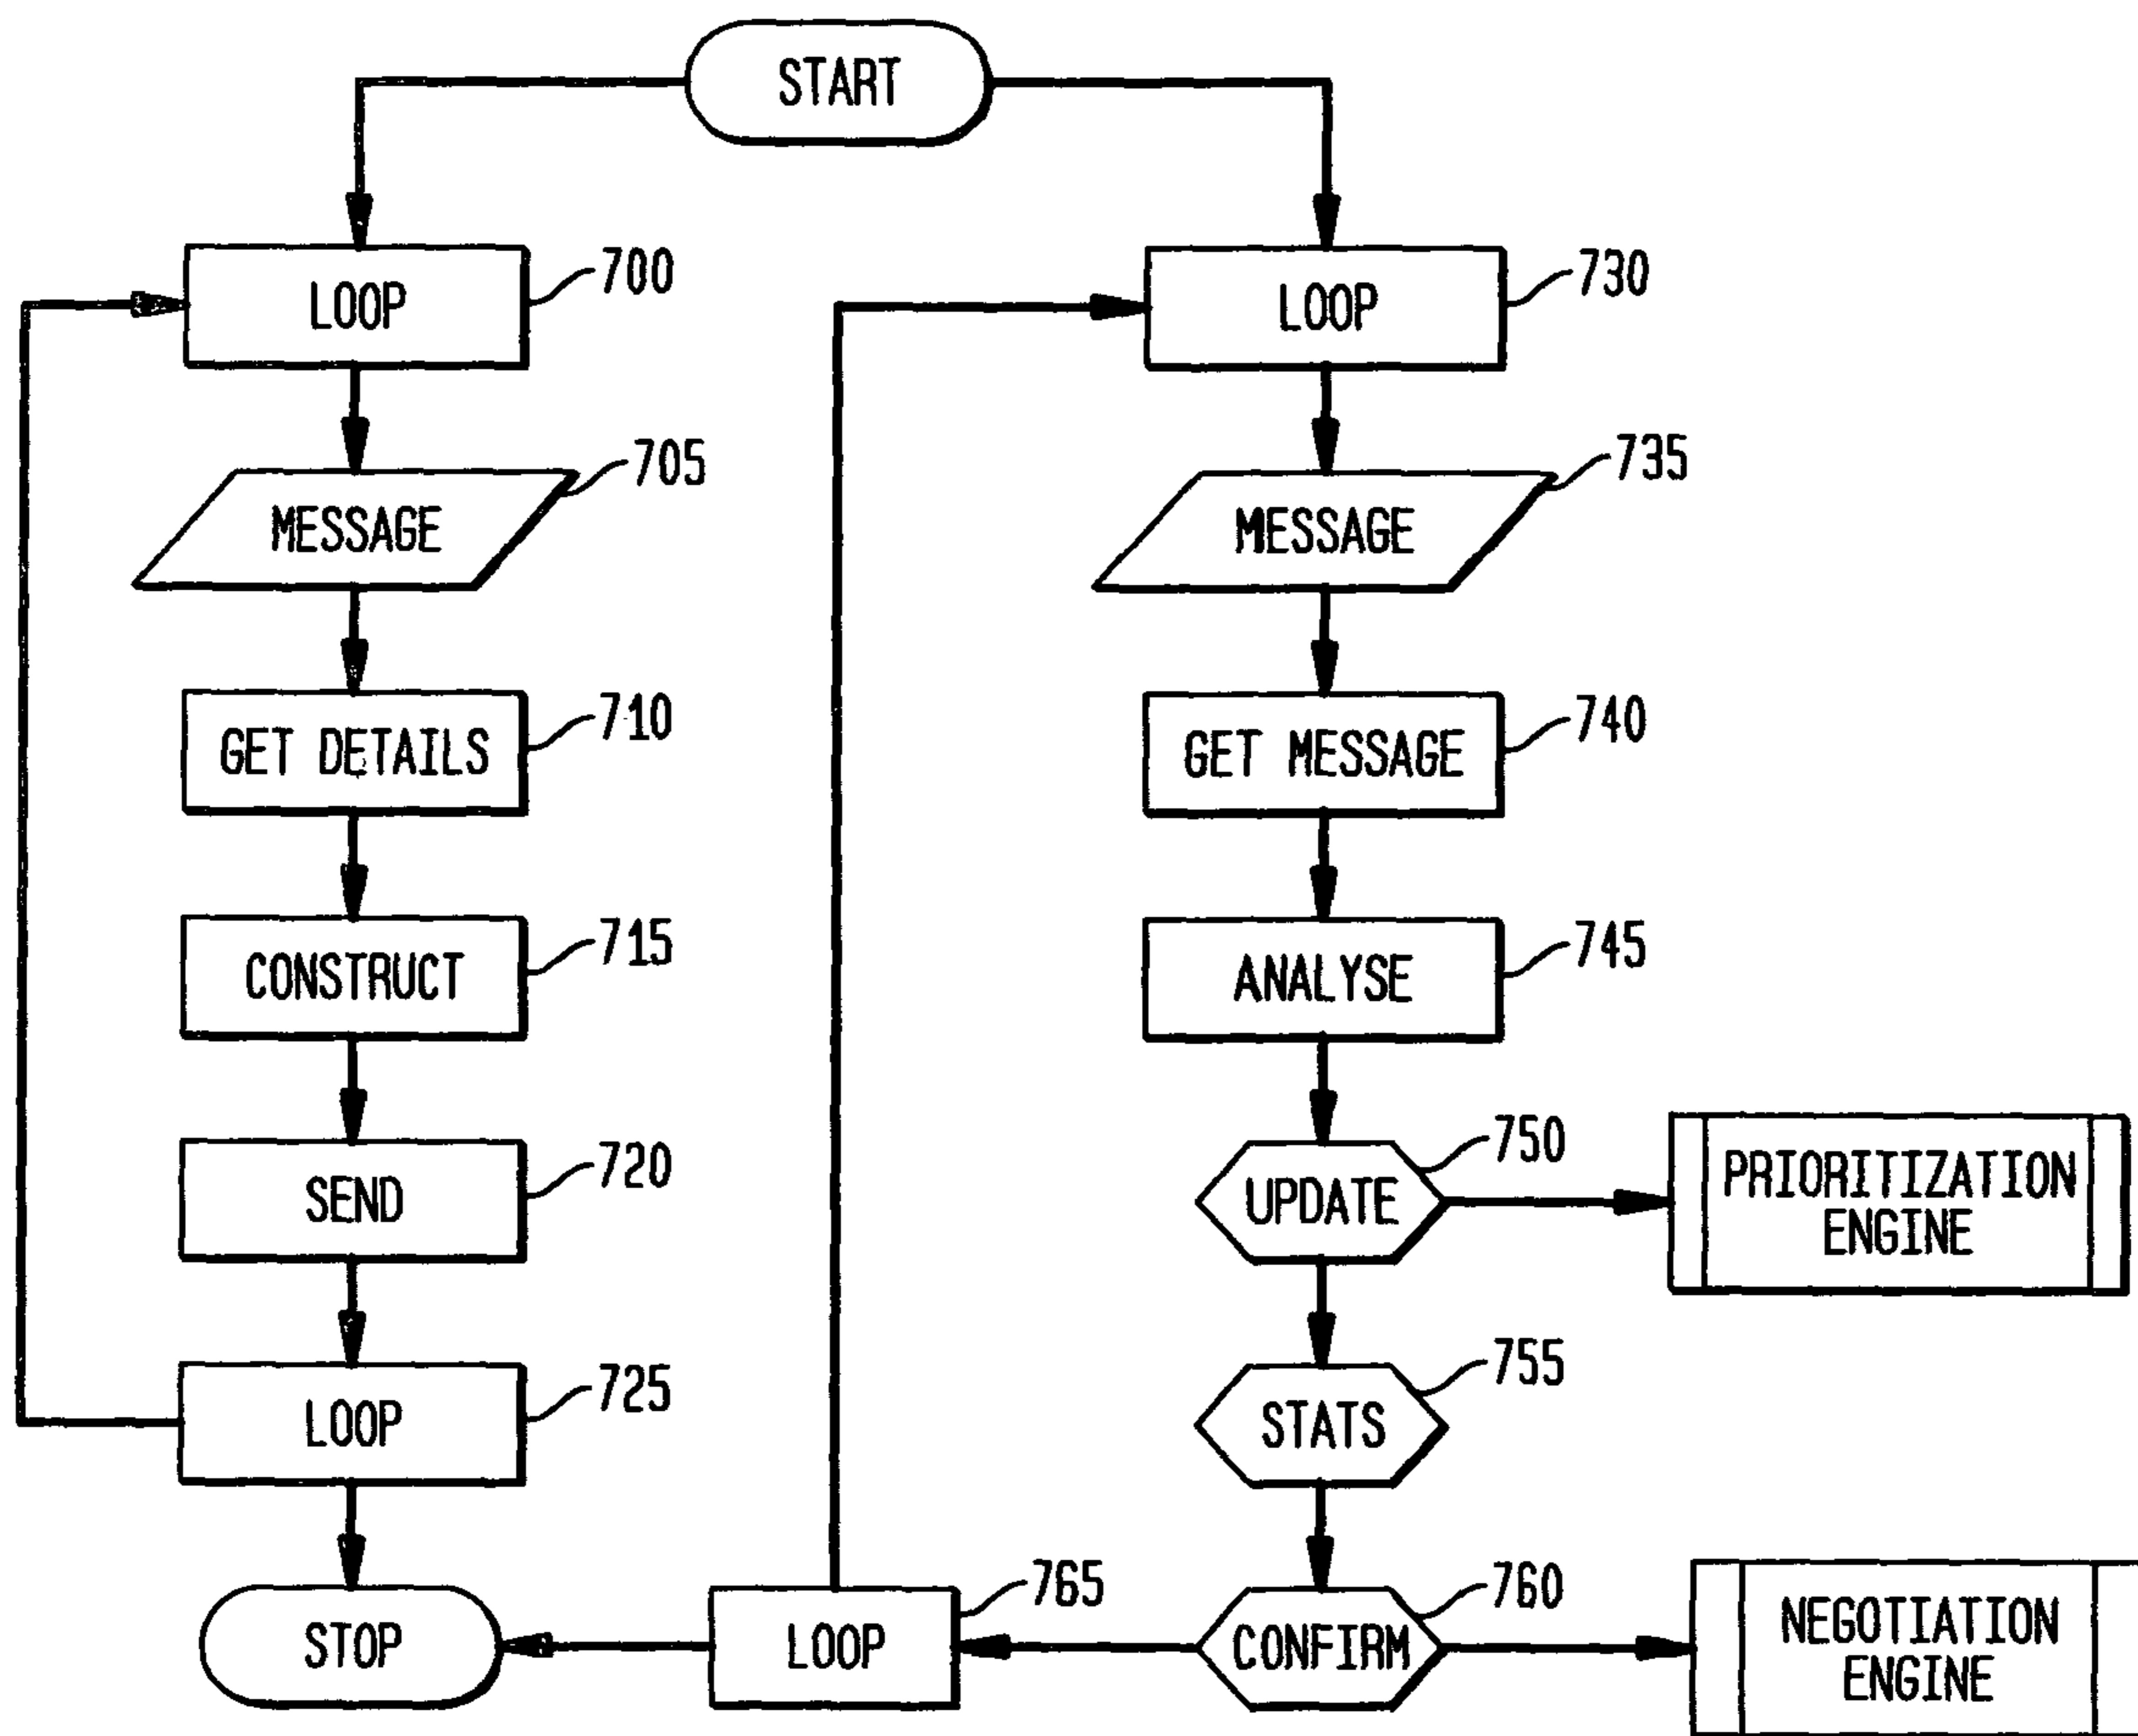 START
LOOP
700
MESSAGE
705
GET DETAILS
710
CONSTRUCT
715
SEND
720
LOOP
725
STOP
LOOP
730
MESSAGE
735
GET MESSAGE
740
ANALYSE
745
UPDATE
750
PRIORITIZATION
ENGINE
STATS
755
CONFIRM
760
NEGOTIATION
ENGINE
LOOP
765